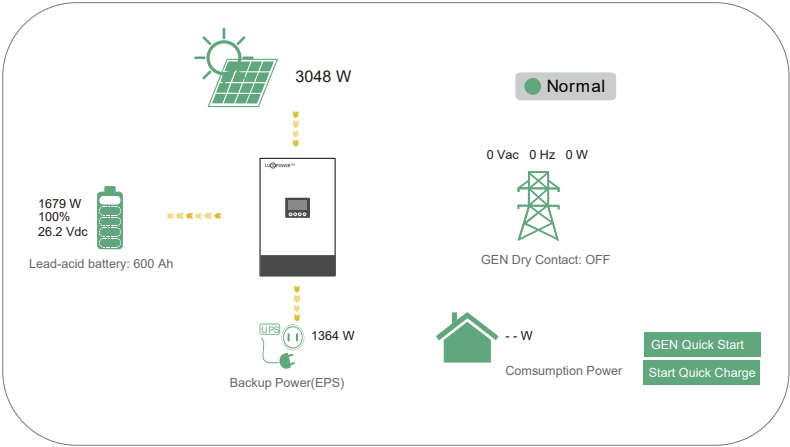 3048 W
Normal
0 Vac 0 Hz 0 W
LUXPOWER
1679 W
100%
26.2 Vdc
Lead-acid battery: 600 Ah
GEN Dry Contact: OFF
UPS
1364 W
- - W
GEN Quick Start
Backup Power(EPS)
Comsumption Power
Start Quick Charge